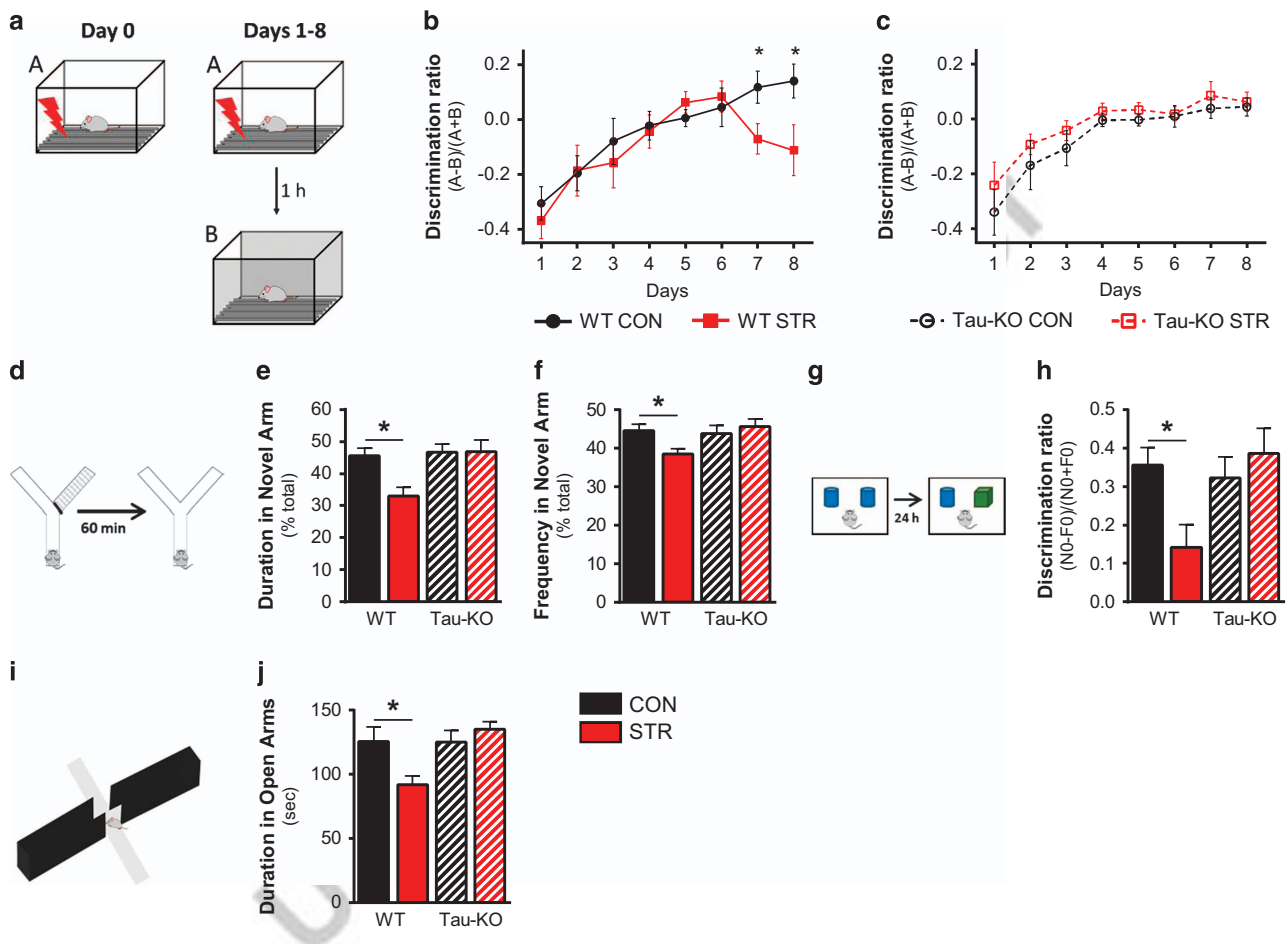 a
Day 0
Days 1-8
A
A
1 h
B
b
Discrimination ratio
(A-B)/(A+B)
0.2
0.0
-0.2
-0.4
* *
1 2 3 4 5 6 7 8
Days
WT CON WT STR
c
Discrimination ratio
(A-B)/(A+B)
0.2
0.0
-0.2
-0.4
1 2 3 4 5 6 7 8
Days
Tau-KO CON Tau-KO STR
d
60 min
e
Duration in Novel Arm
(% total)
60
50
40
30
20
10
0
*
WT Tau-KO
f
Frequency in Novel Arm
(% total)
50
40
30
20
10
0
*
WT Tau-KO
g
24 h
h
Discrimination ratio
(N0-F0)/(N0+F0)
0.5
0.4
0.3
0.2
0.1
0.0
*
WT Tau-KO
i
j
Duration in Open Arms
(sec)
150
100
50
0
*
WT Tau-KO
CON
STR